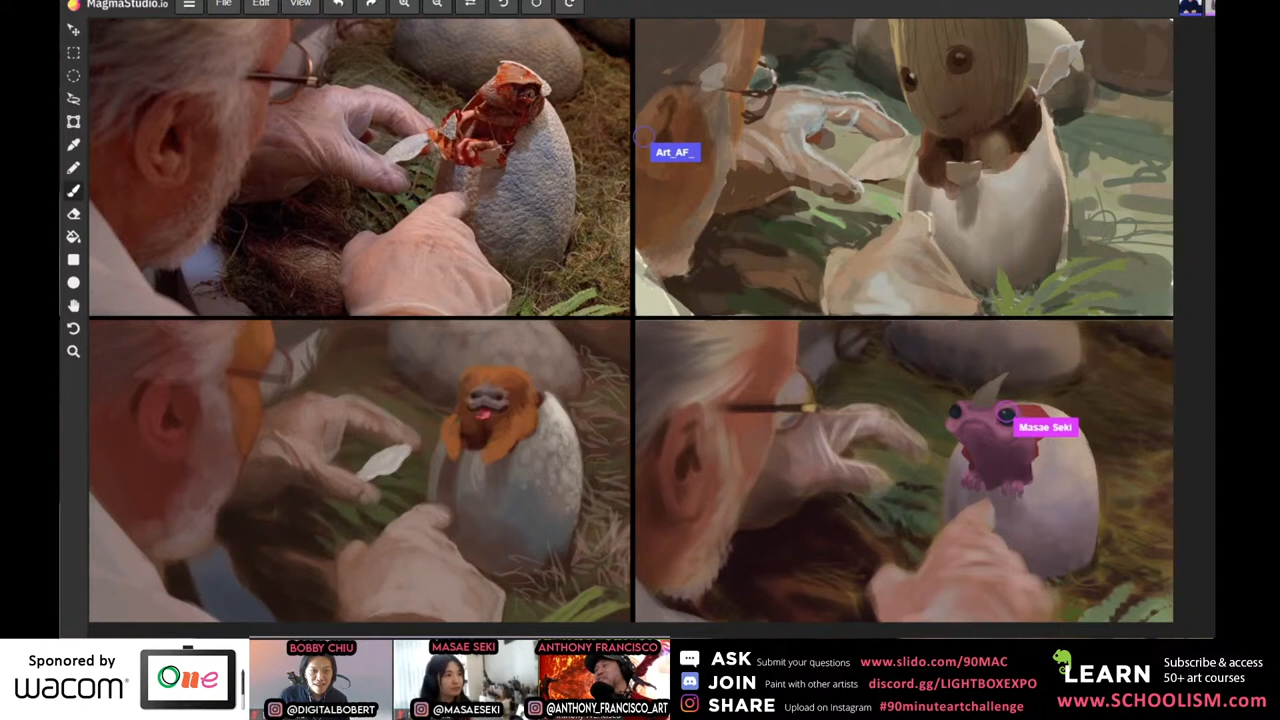 MagmaStudio.io
File
Edit
View
Art_AF_
Masae Seki
Sponsored by
wacom
One
BOBBY CHIU
@DIGITALBOBERT
MASAE SEKI
@MASAESEKI
ANTHONY FRANCISCO
@ANTHONY_FRANCISCO_ART
ASK Submit your questions www.slido.com/90MAC
JOIN Paint with other artists discord.gg/LIGHTBOXEXPO
SHARE Upload on Instagram #90minuteartchallenge
LEARN Subscribe & access
50+ art courses
www.SCHOOLISM.com